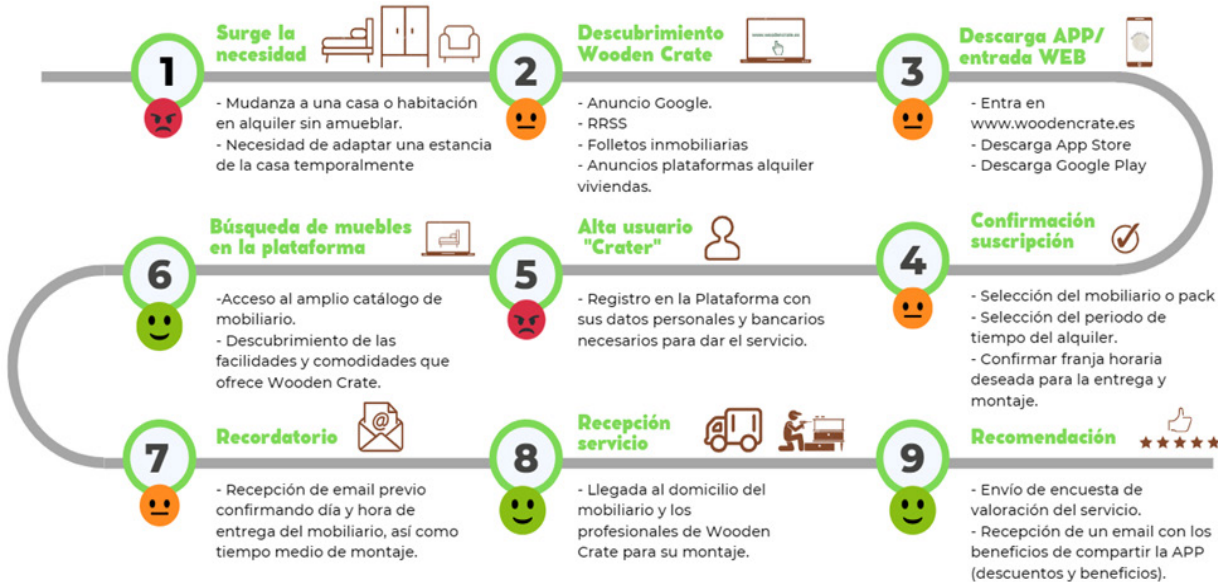 1
Surge la
necesidad
- Mudanza a una casa o habitación
en alquiler sin amueblar.
- Necesidad de adaptar una estancia
de la casa temporalmente
2
Descubrimiento
Wooden Crate
- Anuncio Google.
- RRSS
- Folletos inmobiliarias
- Anuncios plataformas alquiler
viviendas.
3
Descarga APP/
entrada WEB
- Entra en
www.woodencrate.es
- Descarga App Store
- Descarga Google Play
4
Confirmación
suscripción
- Selección del mobiliario o pack
- Selección del periodo de
tiempo del alquiler.
- Confirmar franja horaria
deseada para la entrega y
montaje.
5
Alta usuario
"Crater"
- Registro en la Plataforma con
sus datos personales y bancarios
necesarios para dar el servicio.
6
Búsqueda de muebles
en la plataforma
-Acceso al amplio catálogo de
mobiliario.
- Descubrimiento de las
facilidades y comodidades que
ofrece Wooden Crate.
7
Recordatorio
@
- Recepción de email previo
confirmando día y hora de
entrega del mobiliario, así como
tiempo medio de montaje.
8
Recepción
servicio
- Llegada al domicilio del
mobiliario y los
profesionales de Wooden
Crate para su montaje.
9
Recomendación
- Envío de encuesta de
valoración del servicio.
- Recepción de un email con los
beneficios de compartir la APP
(descuentos y beneficios).